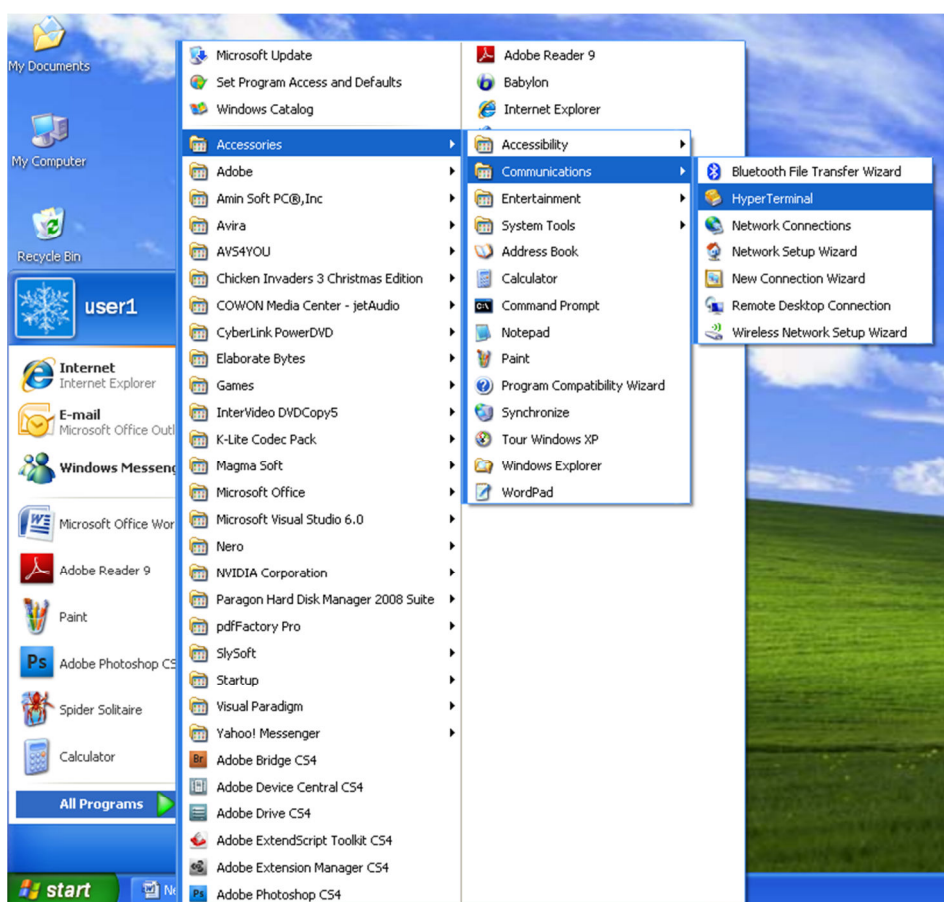 My Documents
My Computer
Recycle Bin
user1
Internet
Internet Explorer
E-mail
Microsoft Office Outl
Windows Messeng
Microsoft Office Wor
Adobe Reader 9
Paint
Ps
Adobe Photoshop CS
Spider Solitaire
Calculator
All Programs
start
Ne
Microsoft Update
Set Program Access and Defaults
Windows Catalog
Accessories
Adobe
Amin Soft PC®,Inc
Avira
AVS4YOU
Chicken Invaders 3 Christmas Edition
COWON Media Center - jetAudio
CyberLink PowerDVD
Elaborate Bytes
Games
InterVideo DVDCopy5
K-Lite Codec Pack
Magma Soft
Microsoft Office
Microsoft Visual Studio 6.0
Nero
NVIDIA Corporation
Paragon Hard Disk Manager 2008 Suite
pdfFactory Pro
SlySoft
Startup
Visual Paradigm
Yahoo! Messenger
Br Adobe Bridge CS4
Adobe Device Central CS4
Adobe Drive CS4
Adobe ExtendScript Toolkit CS4
Adobe Extension Manager CS4
Ps Adobe Photoshop CS4
Adobe Reader 9
Babylon
Internet Explorer
Accessibility
Communications
Entertainment
System Tools
Address Book
Calculator
Command Prompt
Notepad
Paint
Program Compatibility Wizard
Synchronize
Tour Windows XP
Windows Explorer
WordPad
Bluetooth File Transfer Wizard
HyperTerminal
Network Connections
Network Setup Wizard
New Connection Wizard
Remote Desktop Connection
Wireless Network Setup Wizard